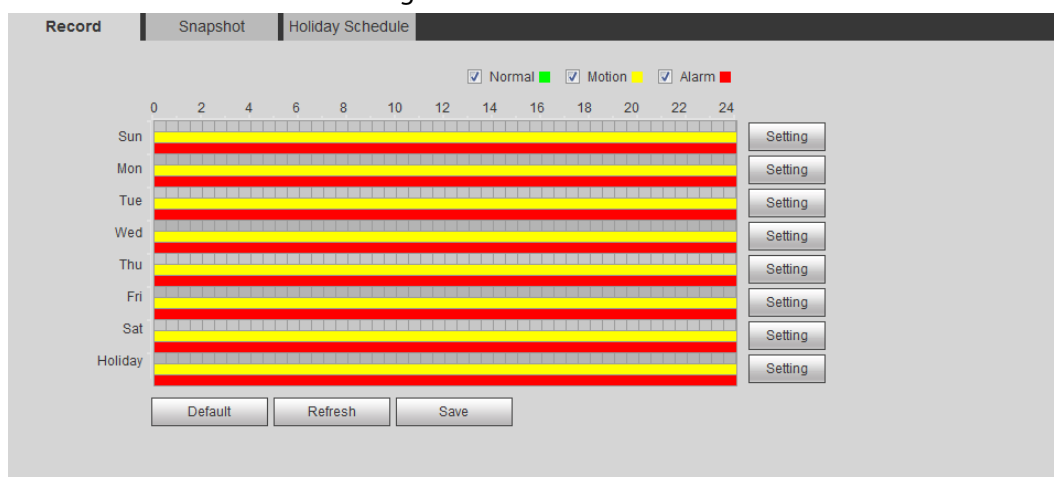 Record Snapshot Holiday Schedule
Normal Motion Alarm
0 2 4 6 8 10 12 14 16 18 20 22 24
Sun Setting
Mon Setting
Tue Setting
Wed Setting
Thu Setting
Fri Setting
Sat Setting
Holiday Setting
Default Refresh Save